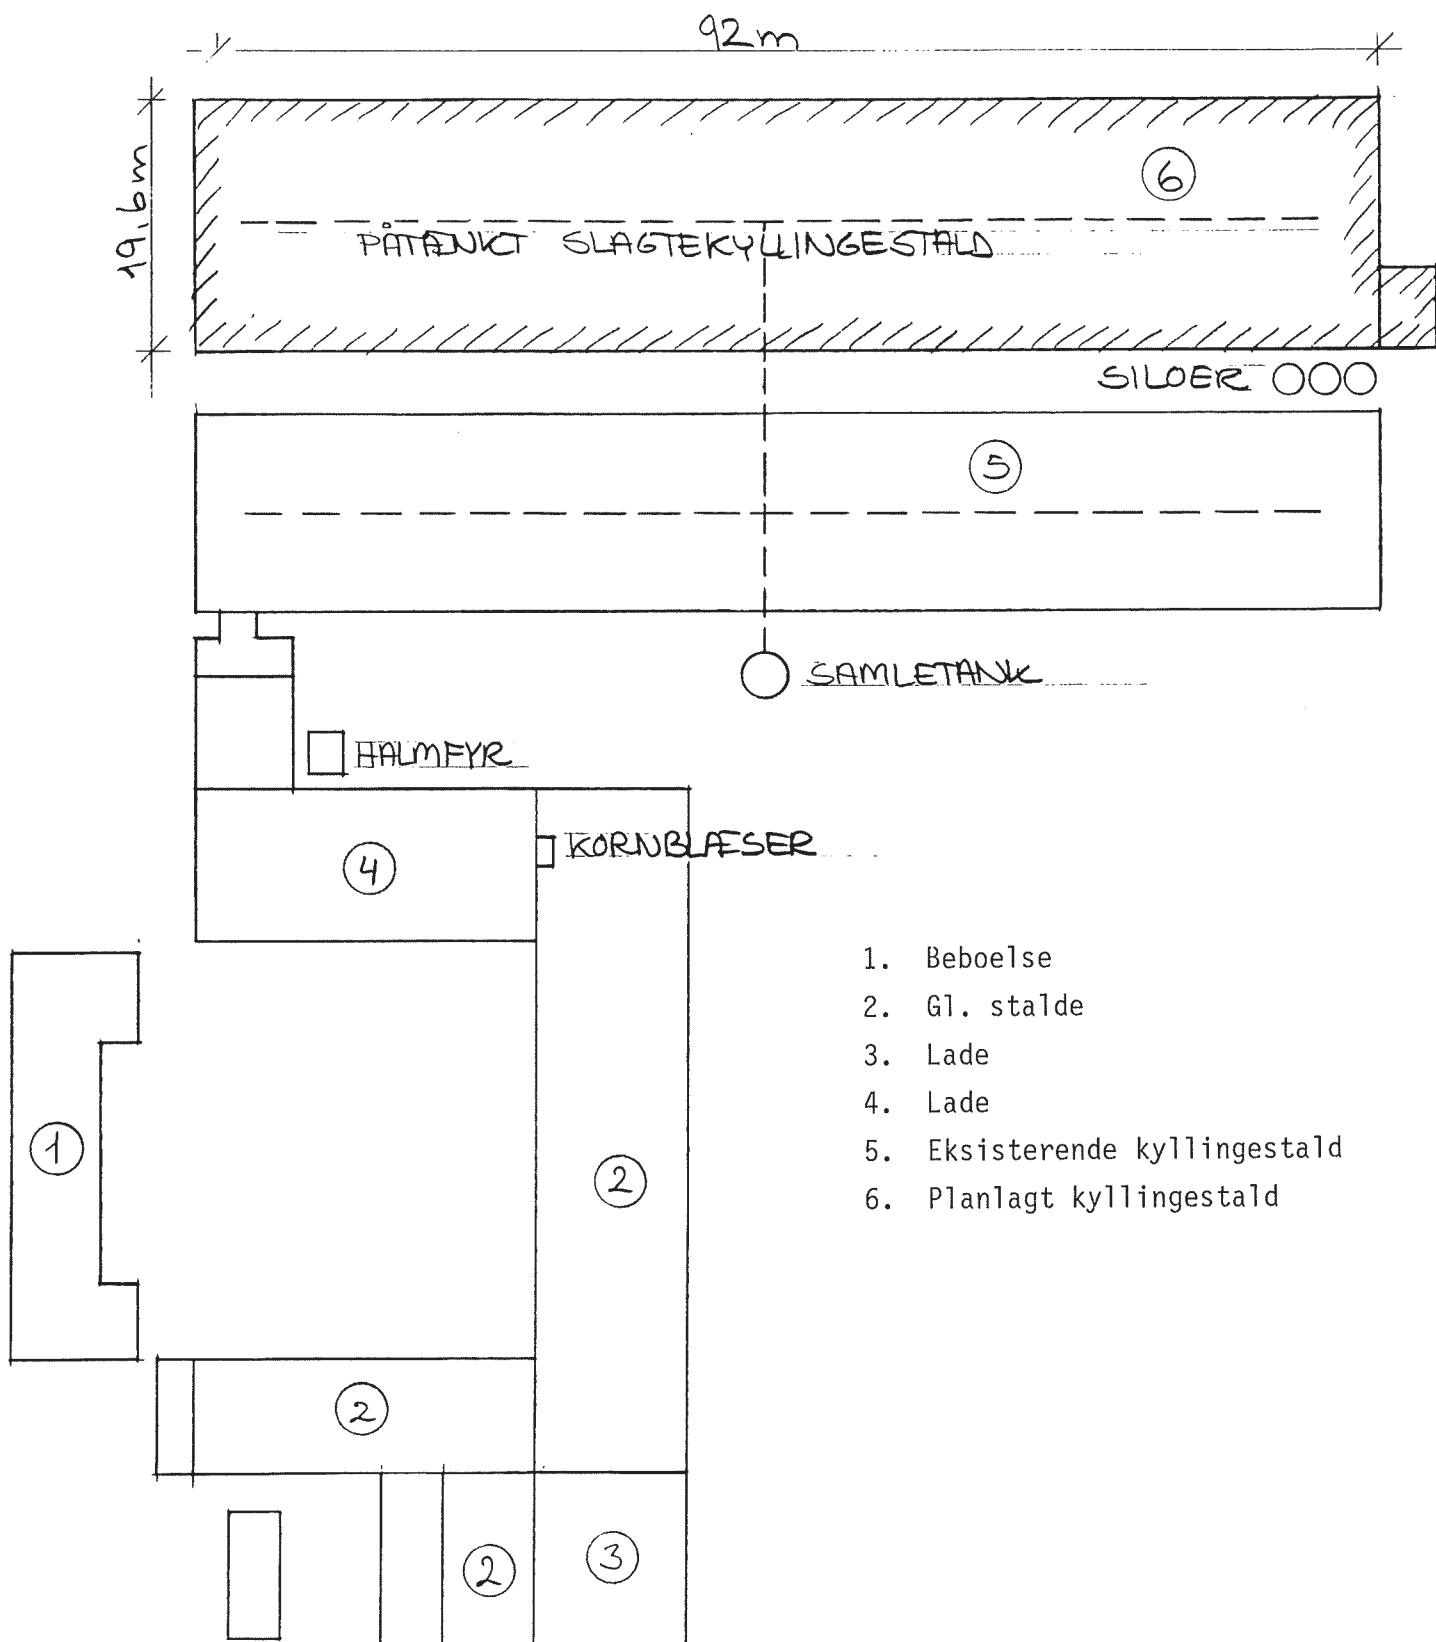 92m
19.6m
6
PÅTÆNKT SLAGTEKYLLINGESTALD
SILOER
5
SAMLETANK
HALMFYR
KORNBLÆSER
4
1. Beboelse
2. Gl. stalde
3. Lade
4. Lade
5. Eksisterende kyllingestald
6. Planlagt kyllingestald
1
2
2
2
3